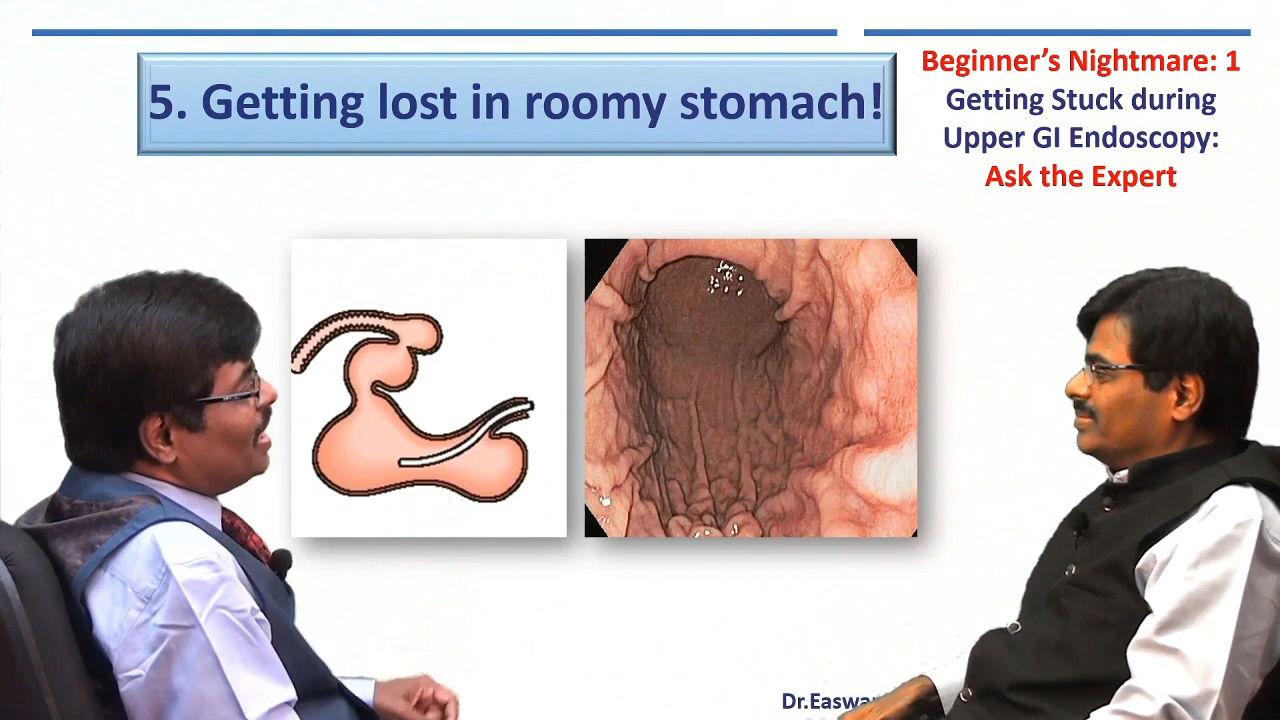 5. Getting lost in roomy stomach!
Beginner's Nightmare: 1
Getting Stuck during
Upper GI Endoscopy:
Ask the Expert